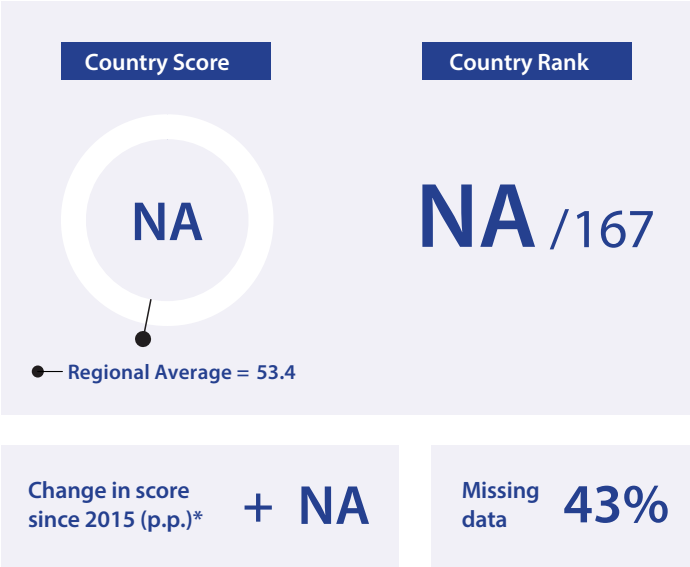 Country Score
Country Rank
NA
NA /167
Regional Average = 53.4
Change in score
since 2015 (p.p.)*
+ NA
Missing
data
43%